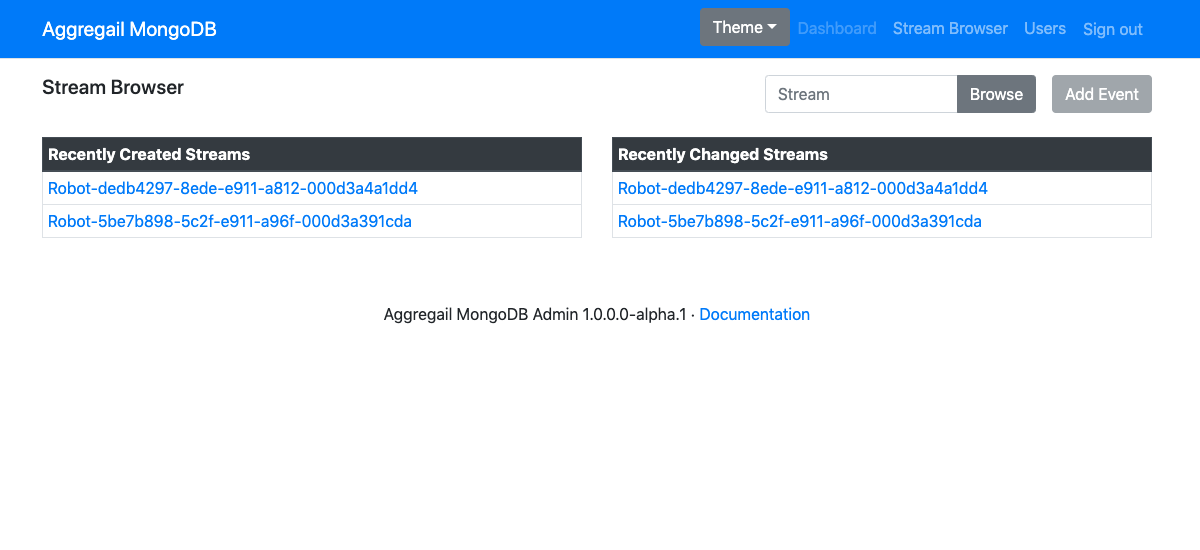 Aggregail MongoDB
Theme Dashboard Stream Browser Users Sign out
Stream Browser
Stream Browse Add Event
Recently Created Streams
Robot-dedb4297-8ede-e911-a812-000d3a4a1dd4
Robot-5be7b898-5c2f-e911-a96f-000d3a391cda
Recently Changed Streams
Robot-dedb4297-8ede-e911-a812-000d3a4a1dd4
Robot-5be7b898-5c2f-e911-a96f-000d3a391cda
Aggregail MongoDB Admin 1.0.0.0-alpha.1 · Documentation